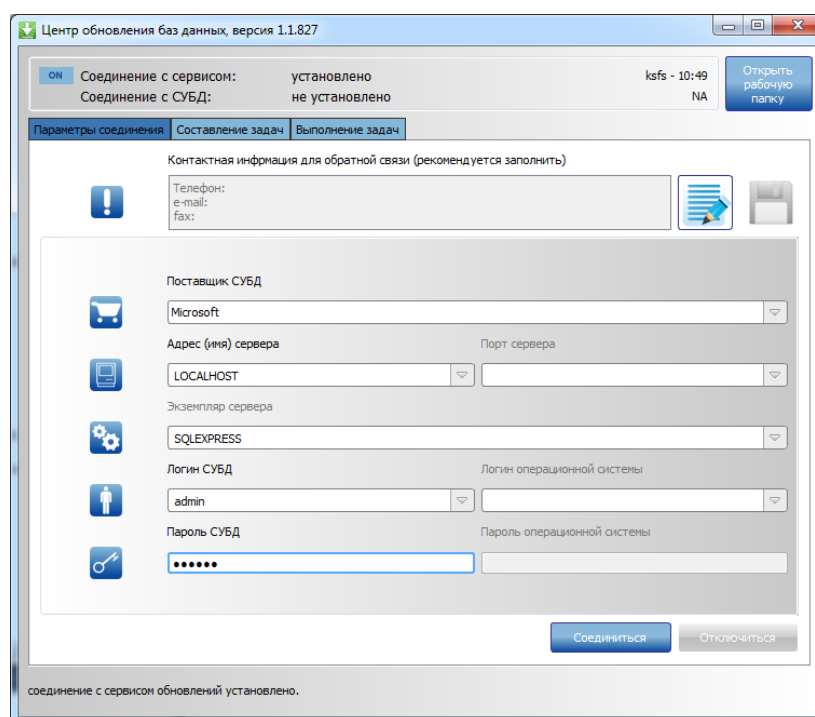 Центр обновления баз данных, версия 1.1.827
ON Соединение с сервисом: установлено ksfs - 10:49
Соединение с СУБД: не установлено NA
Открыть
рабочую
папку
Параметры соединения Составление задач Выполнение задач
Контактная инфрмация для обратной связи (рекомендуется заполнить)
Телефон:
e-mail:
fax:
Поставщик СУБД
Microsoft
Адрес (имя) сервера Порт сервера
LOCALHOST
Экземпляр сервера
SQLEXPRESS
Логин СУБД Логин операционной системы
admin
Пароль СУБД Пароль операционной системы
••••••
Соединиться Отключиться
соединение с сервисом обновлений установлено.